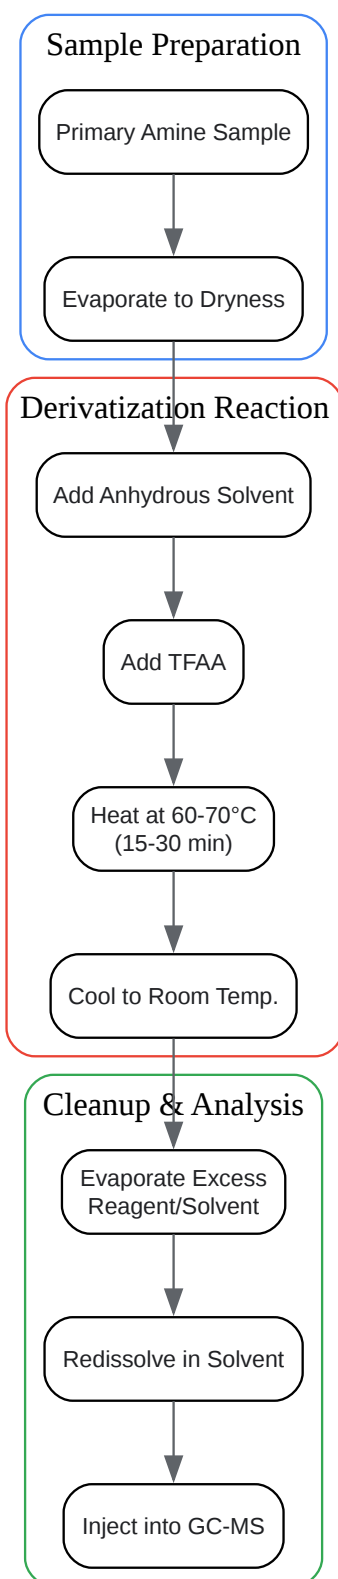 Sample Preparation
Primary Amine Sample
Evaporate to Dryness
Derivatization Reaction
Add Anhydrous Solvent
Add TFAA
Heat at 60-70°C
(15-30 min)
Cool to Room Temp.
Cleanup & Analysis
Evaporate Excess
Reagent/Solvent
Redissolve in Solvent
Inject into GC-MS